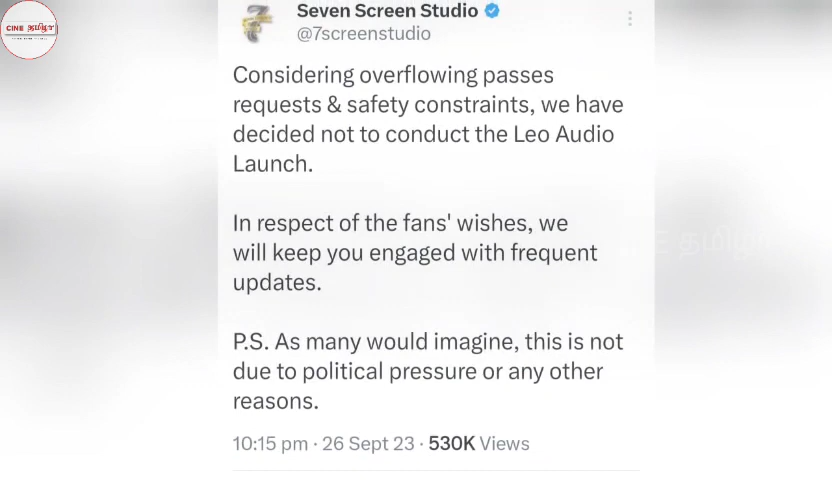 CINE தமிழா
Seven Screen Studio
@7screenstudio
Considering overflowing passes
requests & safety constraints, we have
decided not to conduct the Leo Audio
Launch.
In respect of the fans' wishes, we
will keep you engaged with frequent
updates.
P.S. As many would imagine, this is not
due to political pressure or any other
reasons.
10:15 pm · 26 Sept 23 · 530K Views